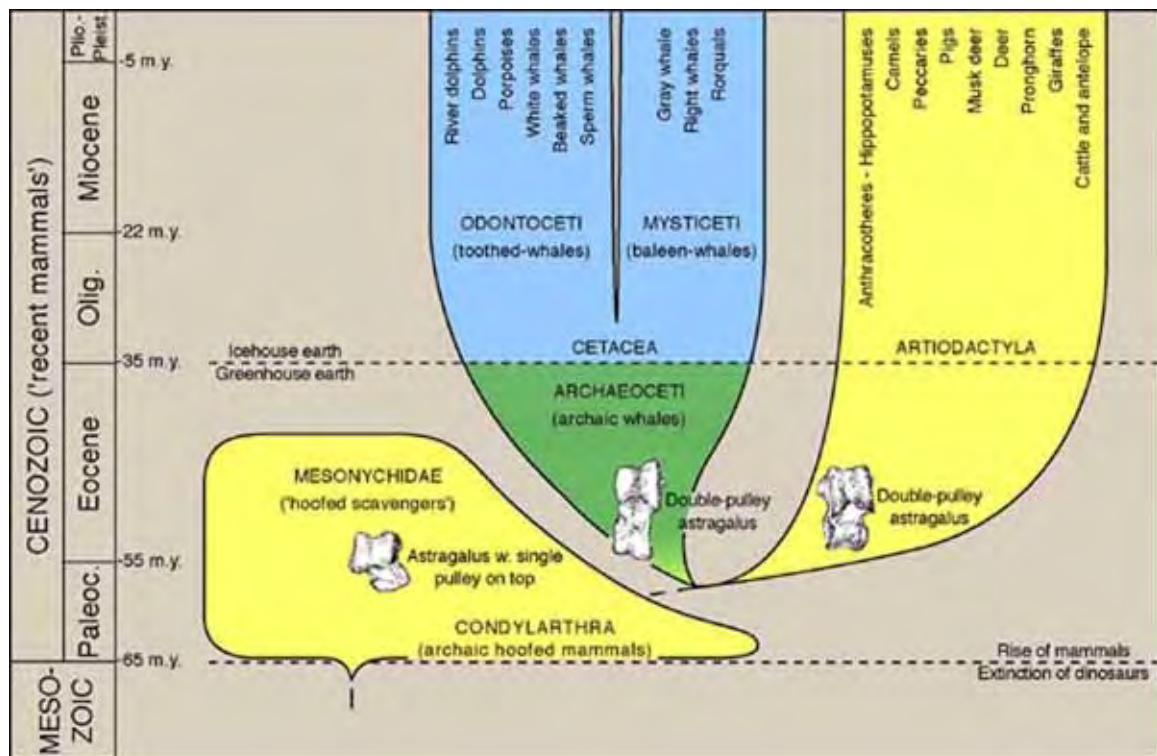 CENOZOIC ('recent mammals')
MESO-
ZOIC
Plio.-
Pleist.
Miocene
Olig.
Eocene
Paleoc.
-5 m.y.
22 m.y.
-35 m.y.
-55 m.y.
-65 m.y.
River dolphins
Dolphins
Porpoises
White whales
Beaked whales
Sperm whales
Gray whale
Right whales
Rorquals
Anthracotheres - Hippopotamuses
Camels
Peccaries
Pigs
Musk deer
Deer
Pronghorn
Giraffes
Cattle and antelope
ODONTOCETI
(toothed-whales)
MYSTICETI
(baleen-whales)
CETACEA
ARTIODACTYLA
Icehouse earth
Greenhouse earth
ARCHAEOCETI
(archaic whales)
MESONYCHIDAE
('hoofed scavengers')
Double-pulley
astragalus
Double-pulley
astragalus
Astragalus w. single
pulley on top
CONDYLARTHRA
(archaic hoofed mammals)
Rise of mammals
Extinction of dinosaurs